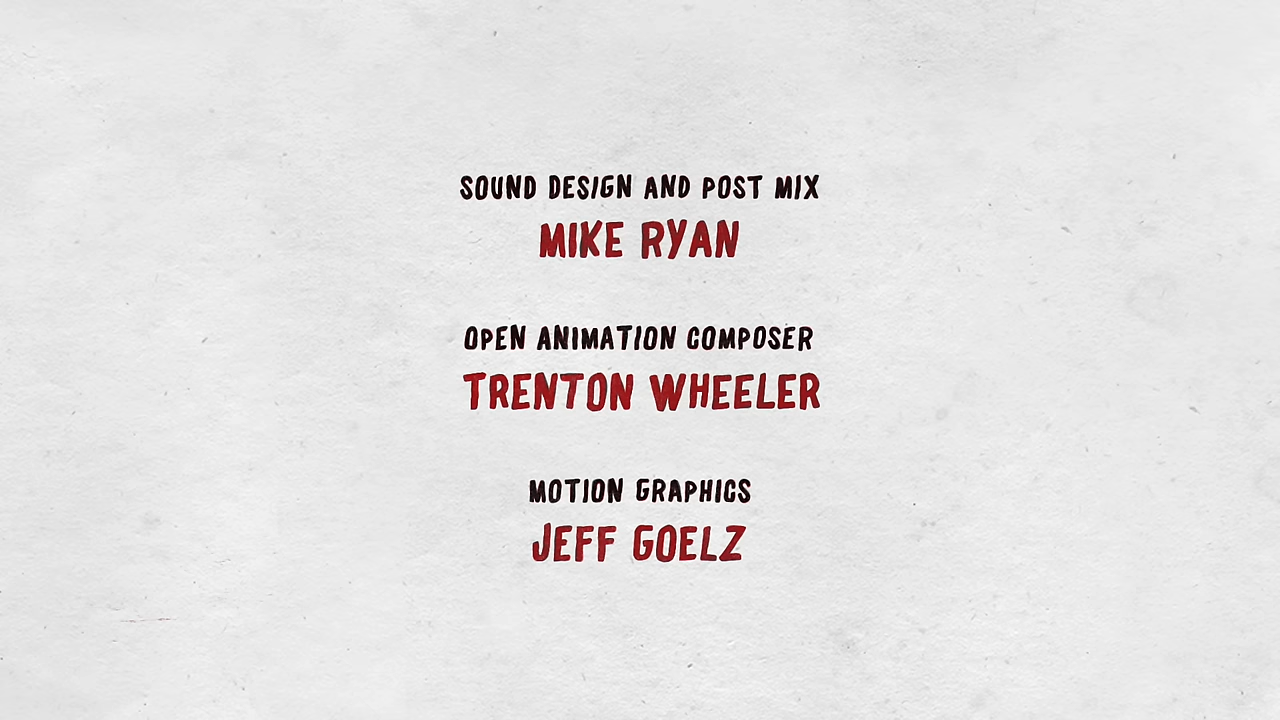 SOUND DESIGN AND POST MIX
MIKE RYAN
OPEN ANIMATION COMPOSER
TRENTON WHEELER
MOTION GRAPHICS
JEFF GOELZ